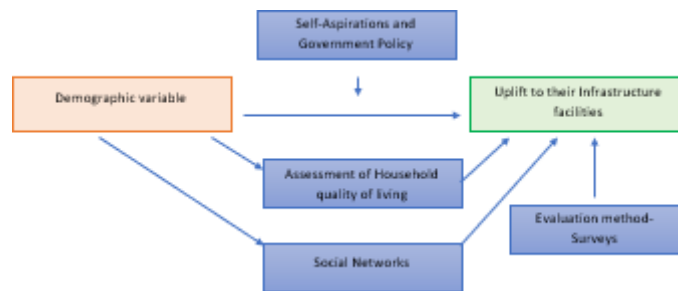 Self-Aspirations and
Government Policy
Demographic variable
Uplift to their Infrastructure
facilities
Assessment of Household
quality of living
Evaluation method-
Surveys
Social Networks